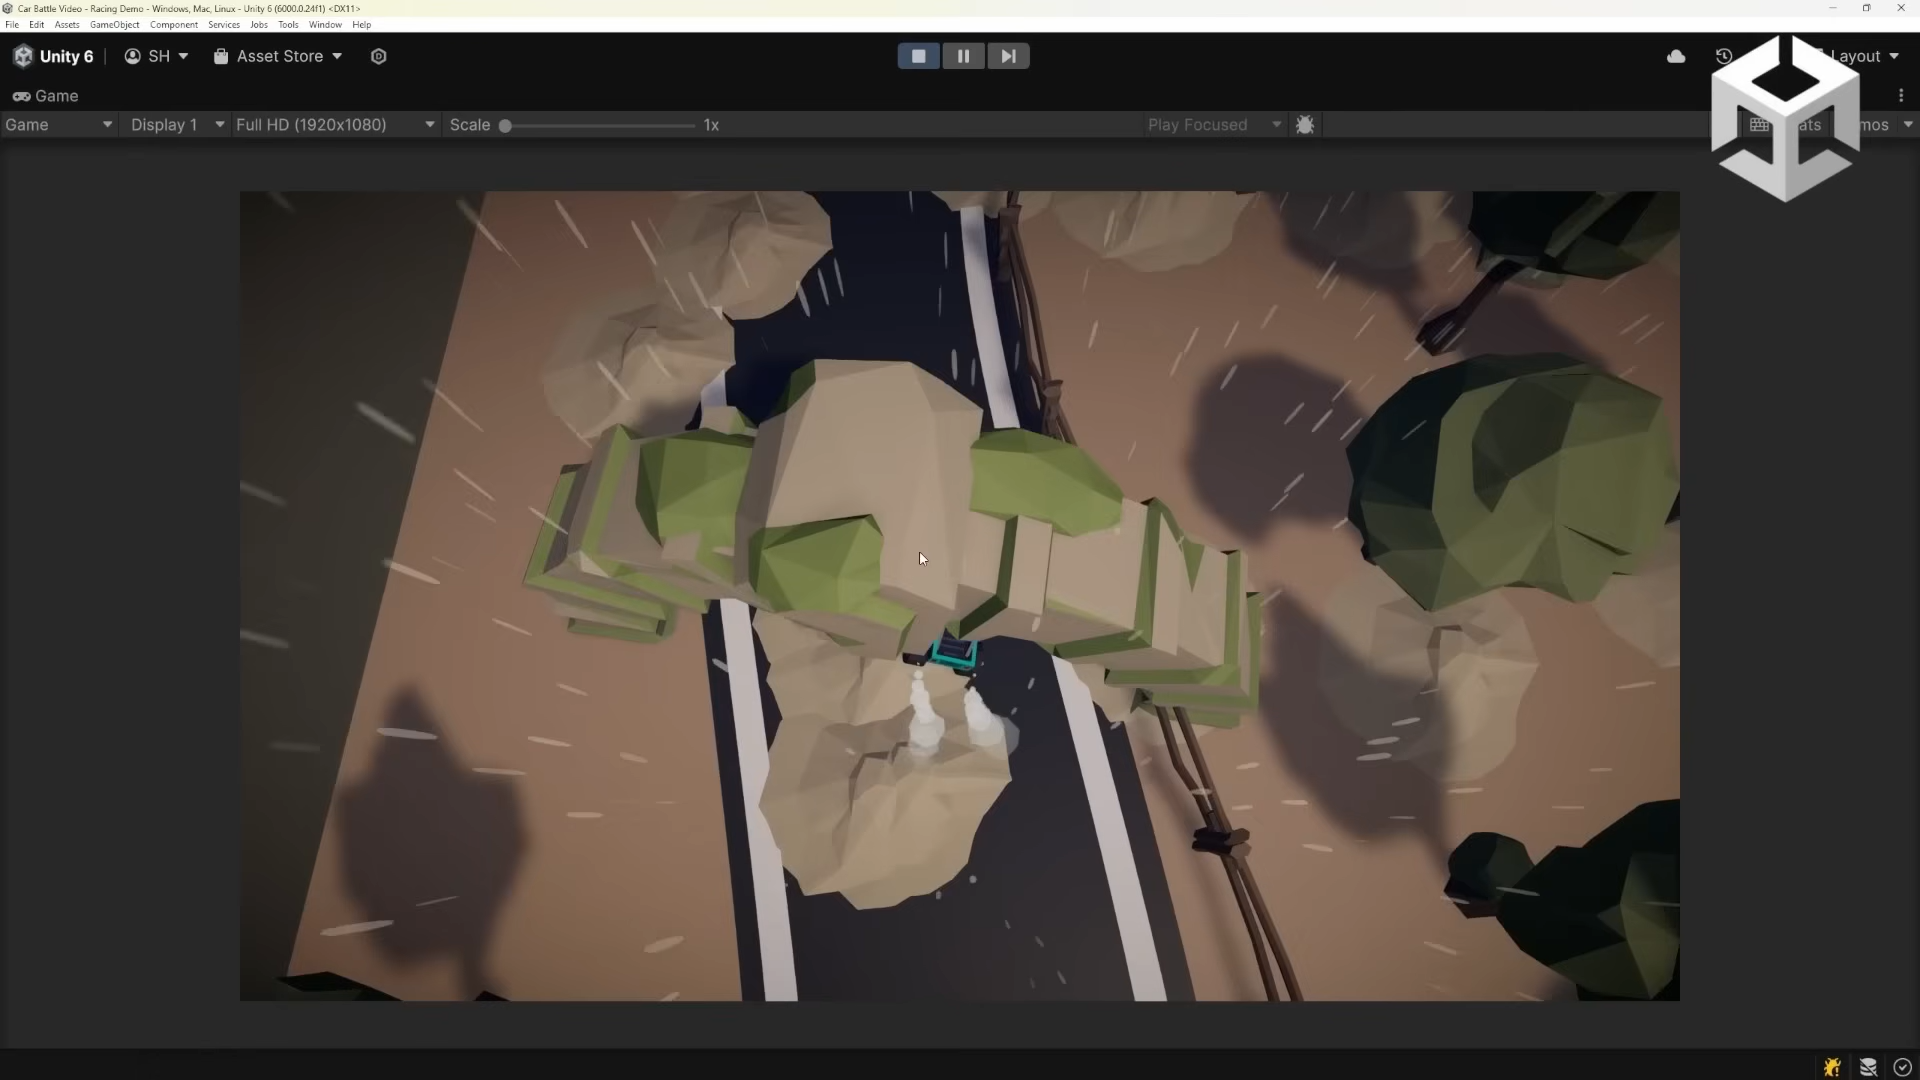 Car Battle Video - Racing Demo - Windows, Mac, Linux - Unity 6 (6000.0.24f1) <DX11>
File Edit Assets GameObject Component Services Jobs Tools Window Help
Unity 6 SH Asset Store Layout
Game
Game Display 1 Full HD (1920x1080) Scale 1x Play Focused